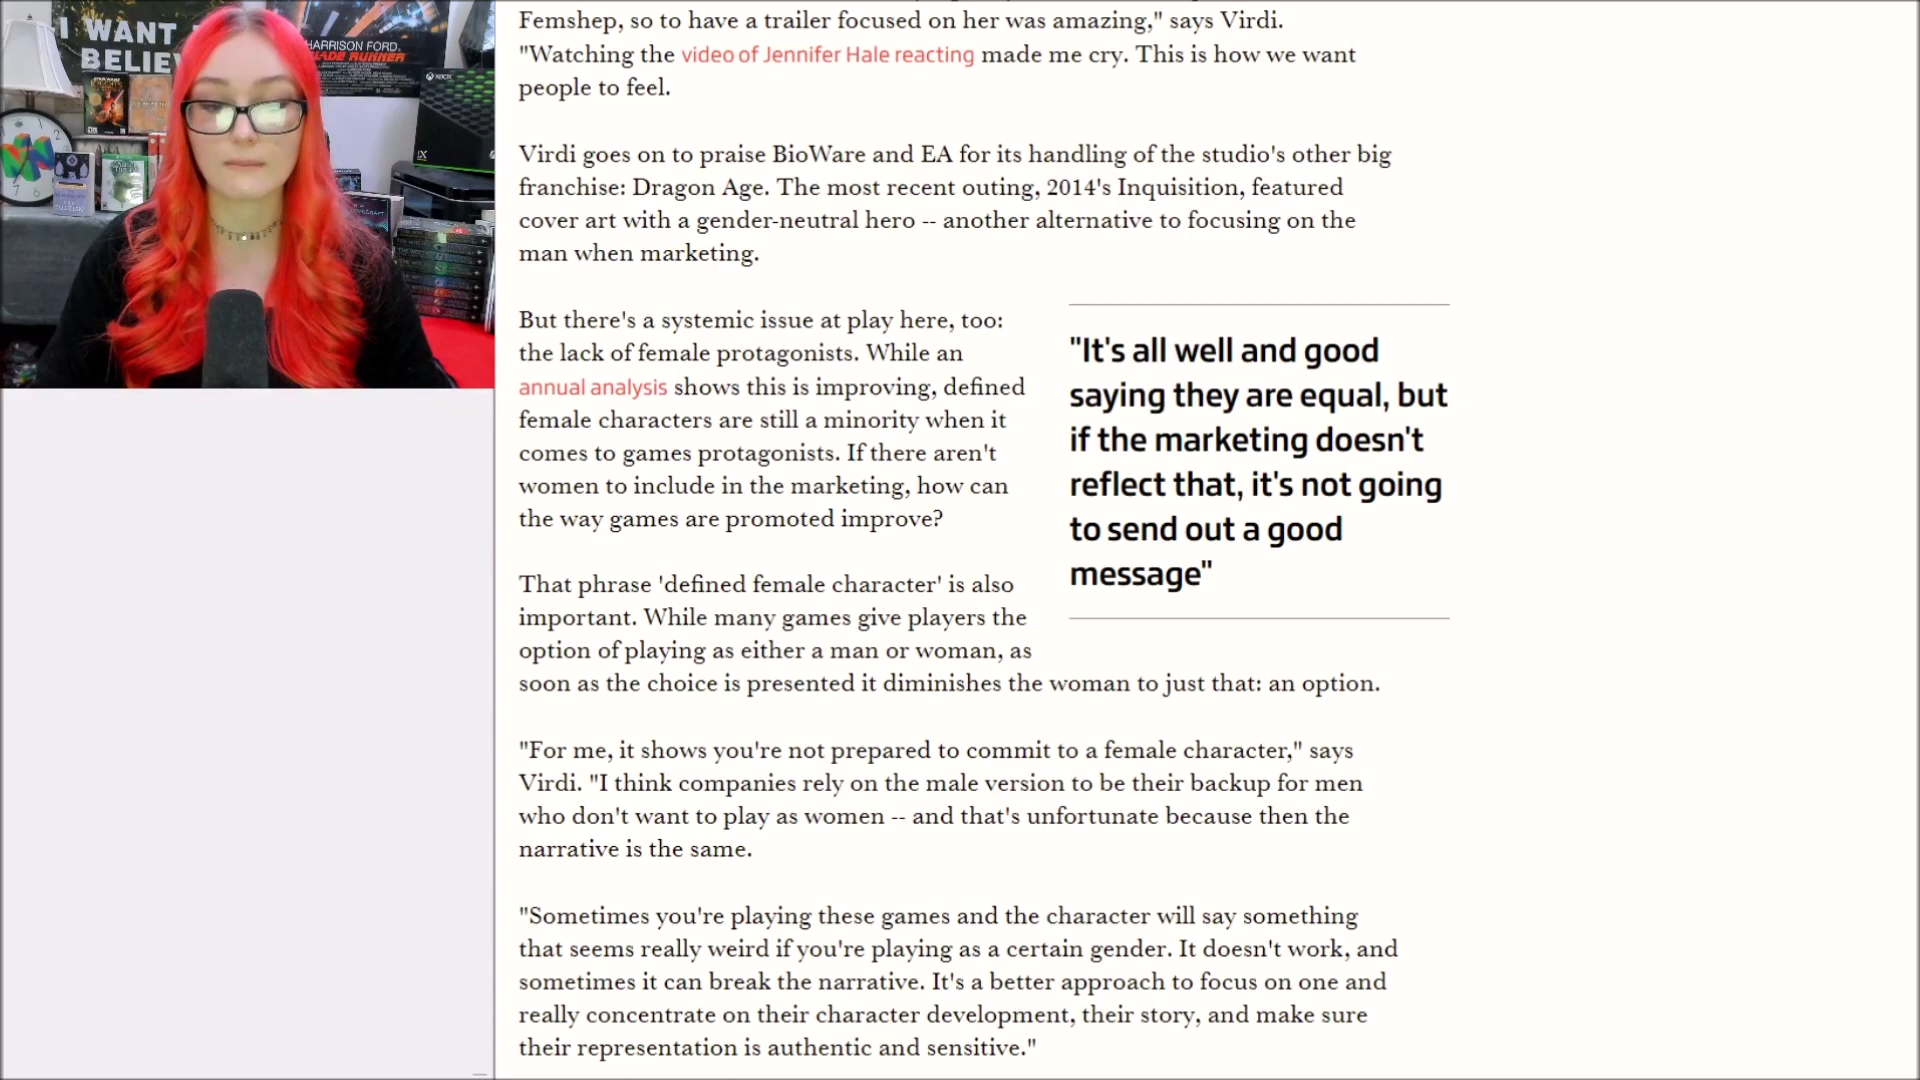 I WANT
BELIE
HARRISON FORD.
BLADE RUNNER
XBOX
Femshep, so to have a trailer focused on her was amazing," says Virdi.
"Watching the video of Jennifer Hale reacting made me cry. This is how we want
people to feel.
Virdi goes on to praise BioWare and EA for its handling of the studio's other big
franchise: Dragon Age. The most recent outing, 2014's Inquisition, featured
cover art with a gender-neutral hero -- another alternative to focusing on the
man when marketing.
But there's a systemic issue at play here, too:
the lack of female protagonists. While an
annual analysis shows this is improving, defined
female characters are still a minority when it
comes to games protagonists. If there aren't
women to include in the marketing, how can
the way games are promoted improve?
"It's all well and good
saying they are equal, but
if the marketing doesn't
reflect that, it's not going
to send out a good
message"
That phrase 'defined female character' is also
important. While many games give players the
option of playing as either a man or woman, as
soon as the choice is presented it diminishes the woman to just that: an option.
"For me, it shows you're not prepared to commit to a female character," says
Virdi. "I think companies rely on the male version to be their backup for men
who don't want to play as women -- and that's unfortunate because then the
narrative is the same.
"Sometimes you're playing these games and the character will say something
that seems really weird if you're playing as a certain gender. It doesn't work, and
sometimes it can break the narrative. It's a better approach to focus on one and
really concentrate on their character development, their story, and make sure
their representation is authentic and sensitive."